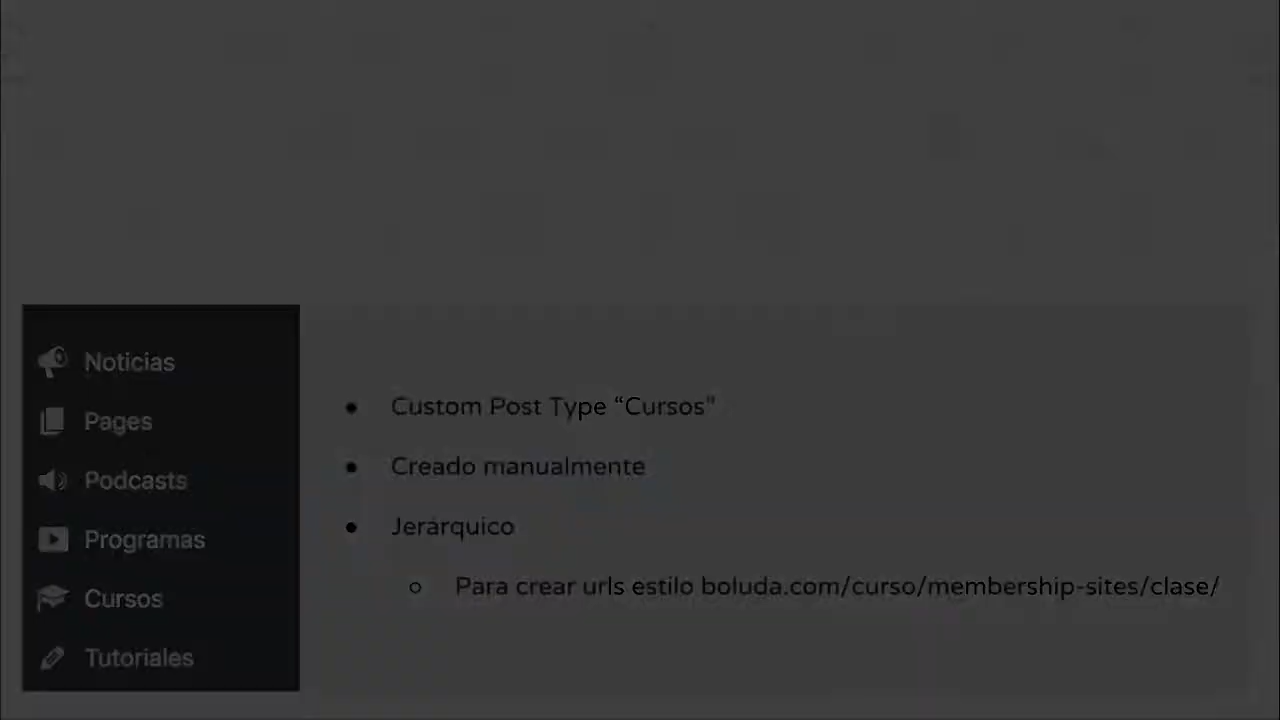 Noticias
Pages
Podcasts
Programas
Cursos
Tutoriales
● Custom Post Type “Cursos”
● Creado manualmente
● Jerárquico
○ Para crear urls estilo boluda.com/curso/membership-sites/clase/